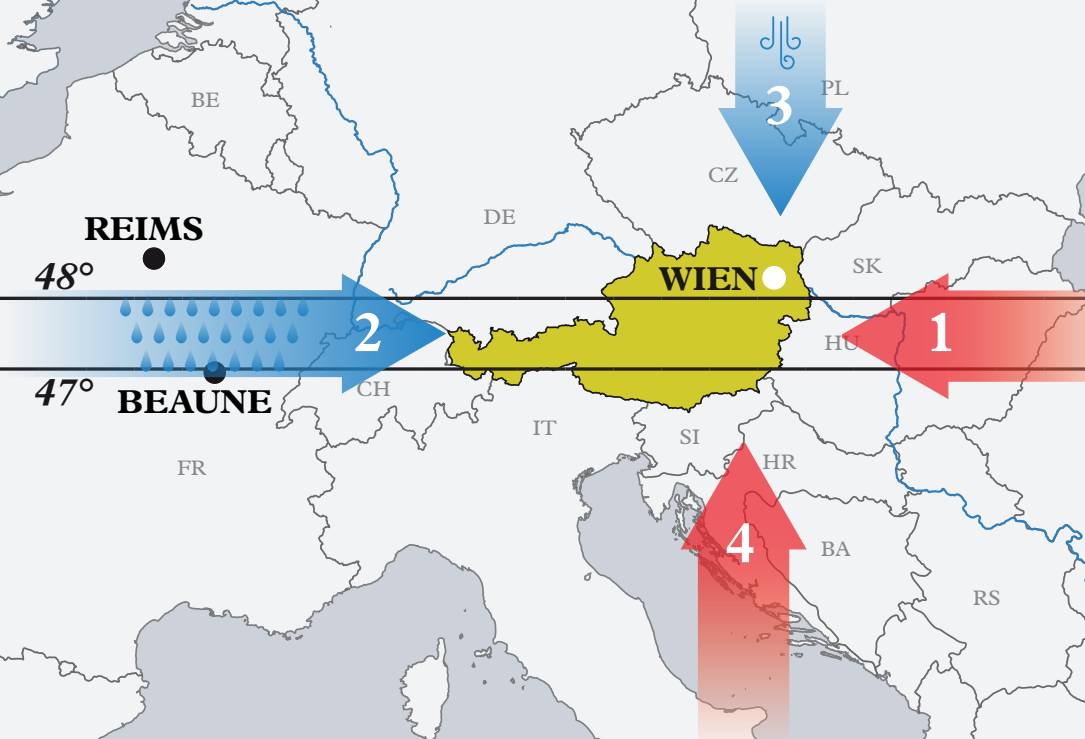 PL
BE
3
CZ
REIMS
DE
48°
WIEN
SK
2
1
HU
47°
BEAUNE
CH
IT
SI
HR
FR
4
BA
RS